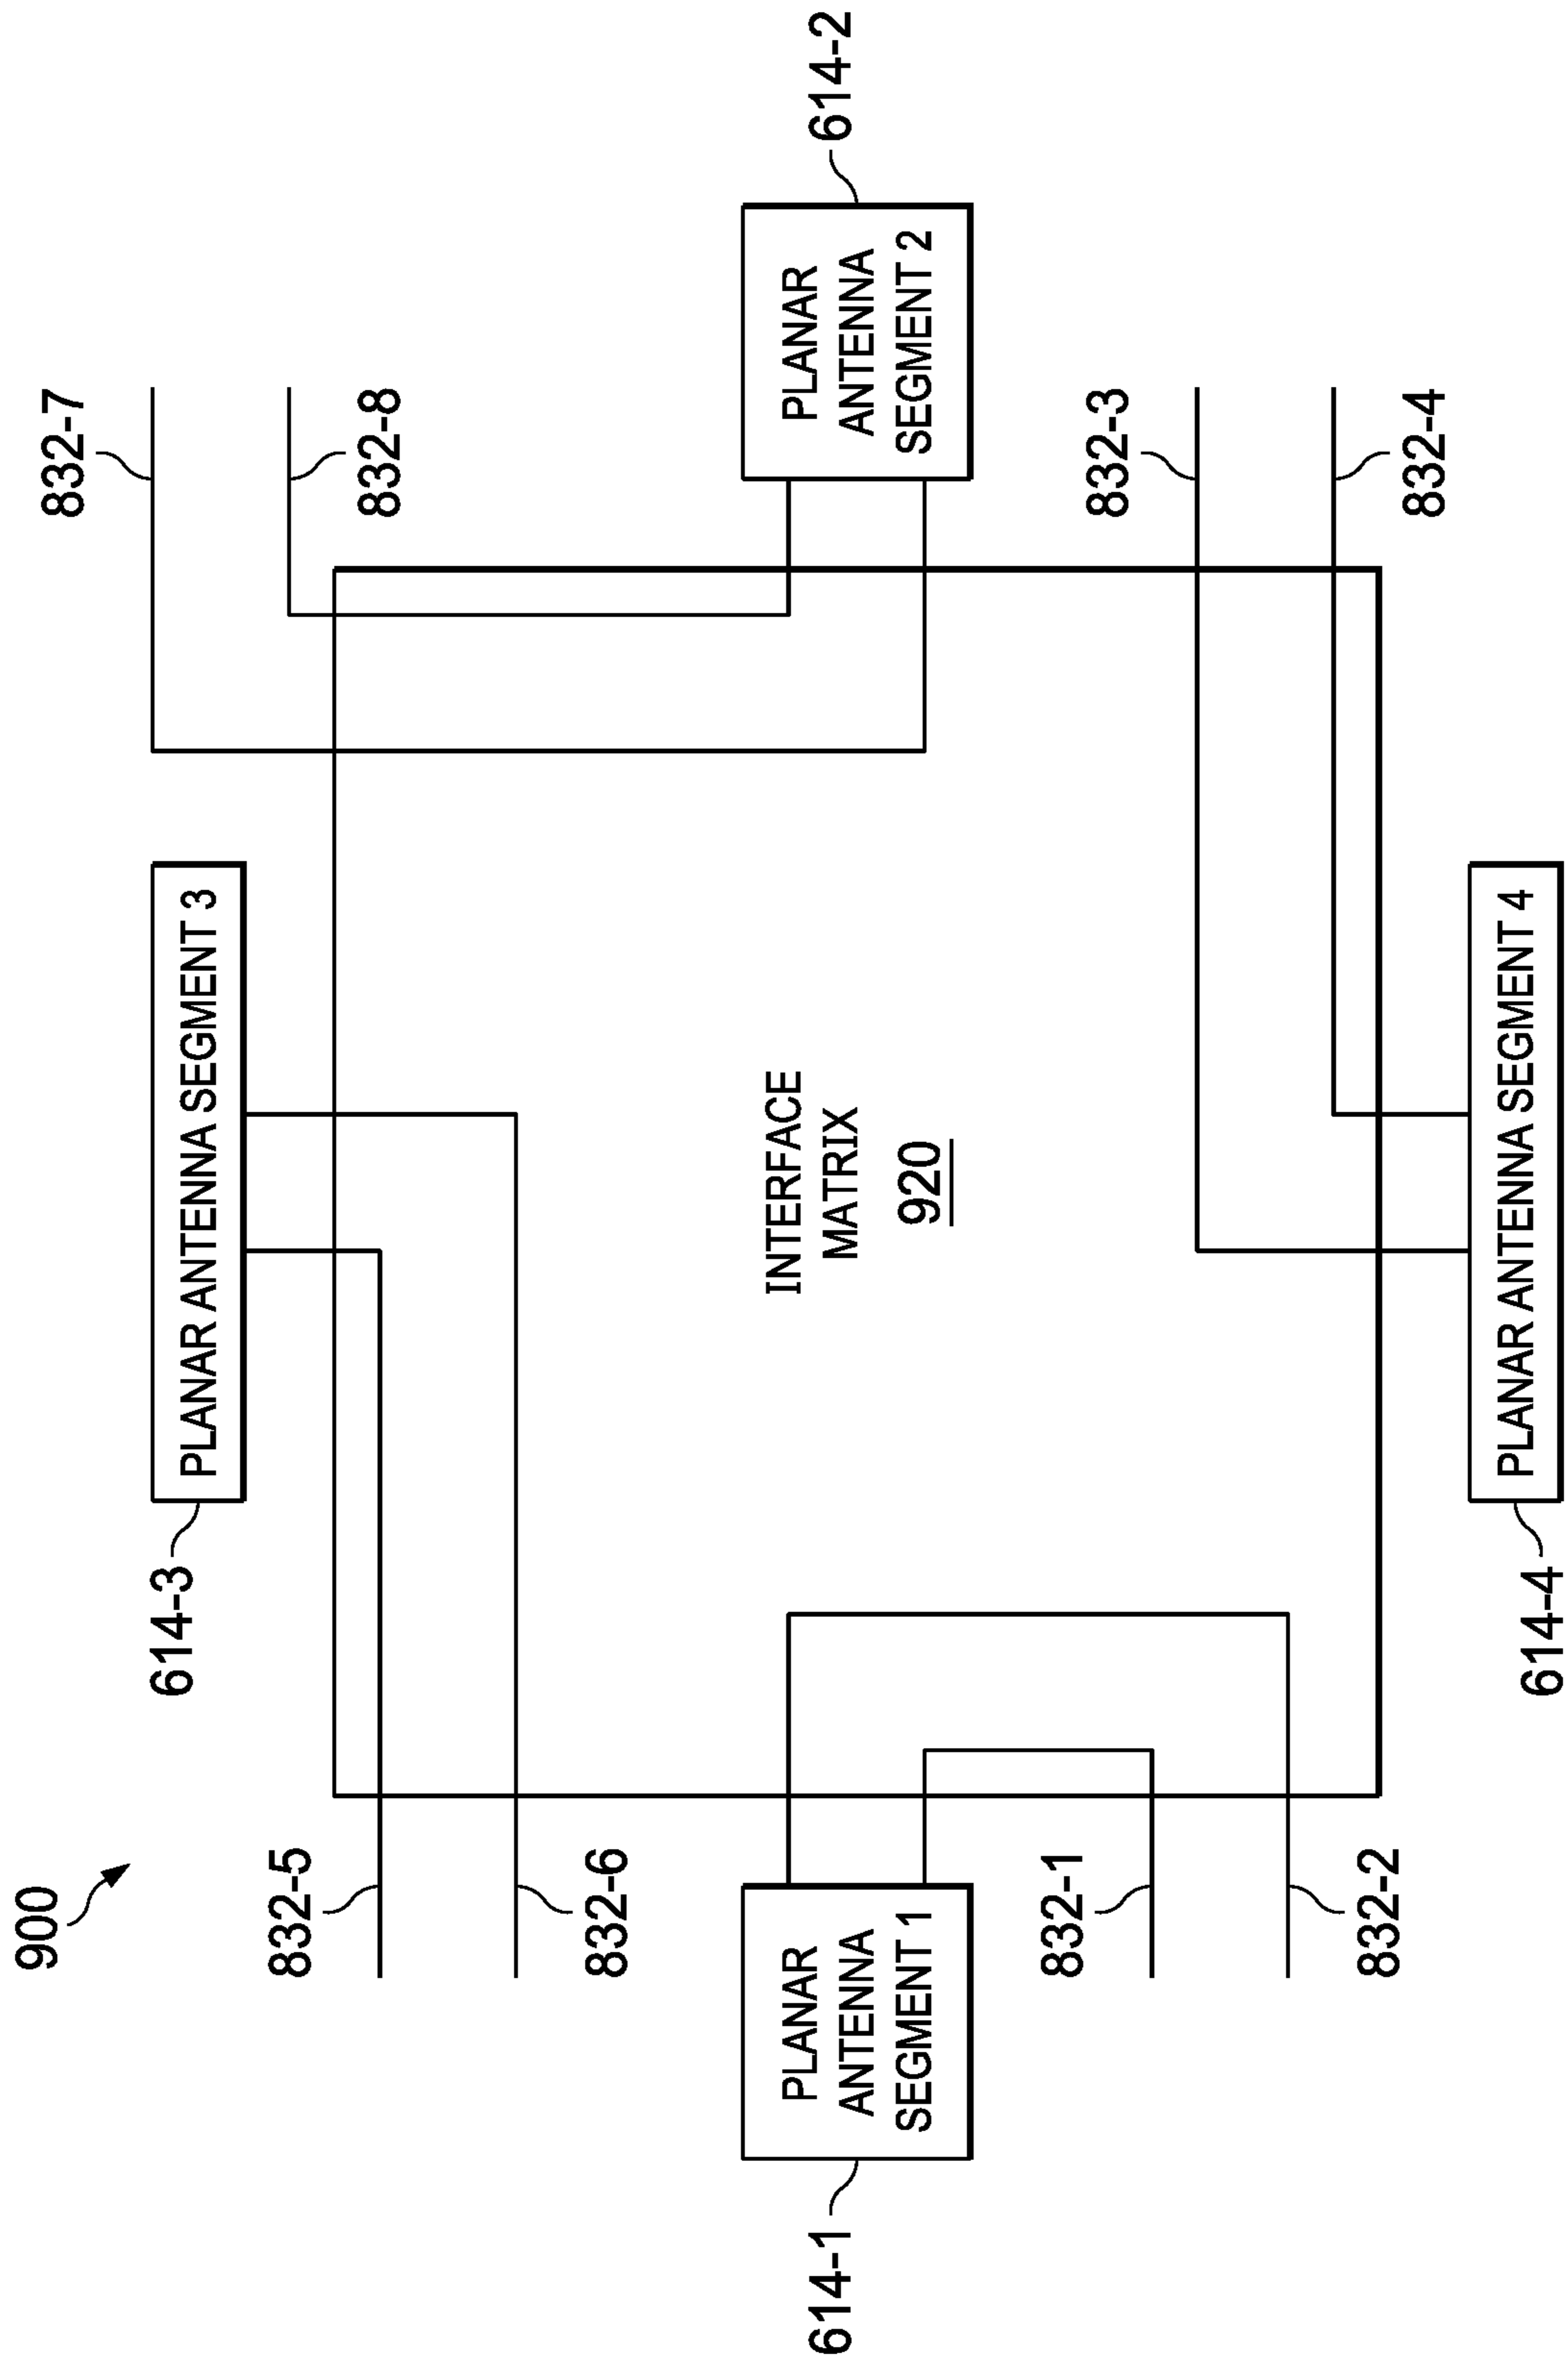 900
832-5
832-6
614-3
PLANAR ANTENNA SEGMENT 3
832-7
832-8
614-1
PLANAR
ANTENNA
SEGMENT 1
INTERFACE
MATRIX
920
PLANAR
ANTENNA
SEGMENT 2
614-2
832-1
832-2
832-3
832-4
614-4
PLANAR ANTENNA SEGMENT 4